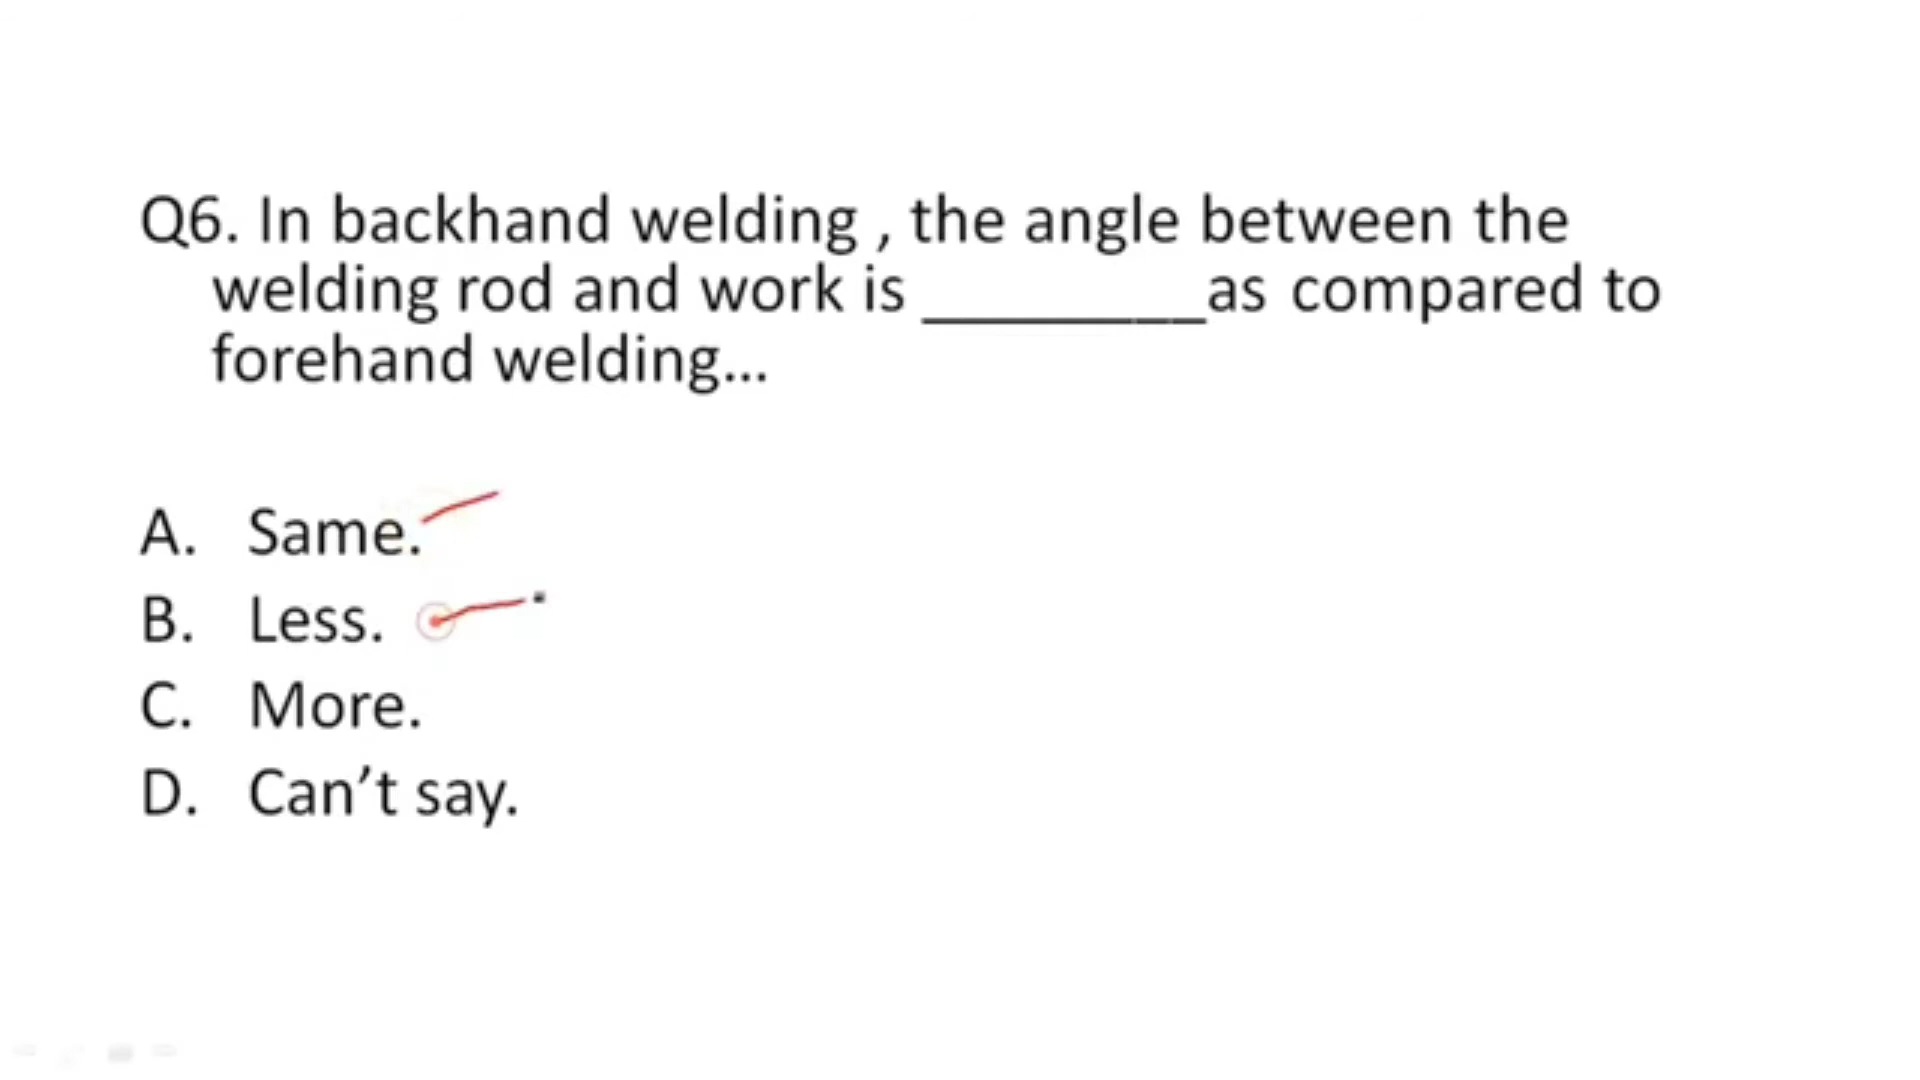 Q6. In backhand welding , the angle between the
welding rod and work is ________as compared to
forehand welding...
A. Same.
B. Less.
C. More.
D. Can’t say.